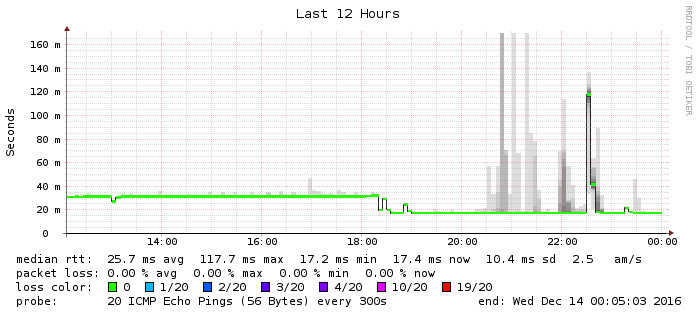 Last 12 Hours
RRDTOOL / TOBI OETIKER
Seconds
160 m
140 m
120 m
100 m
80 m
60 m
40 m
20 m
0
14:00 16:00 18:00 20:00 22:00 00:00
median rtt: 25.7 ms avg 117.7 ms max 17.2 ms min 17.4 ms now 10.4 ms sd 2.5 am/s
packet loss: 0.00 % avg 0.00 % max 0.00 % min 0.00 % now
loss color: 0 1/20 2/20 3/20 4/20 10/20 19/20
probe: 20 ICMP Echo Pings (56 Bytes) every 300s end: Wed Dec 14 00:05:03 2016